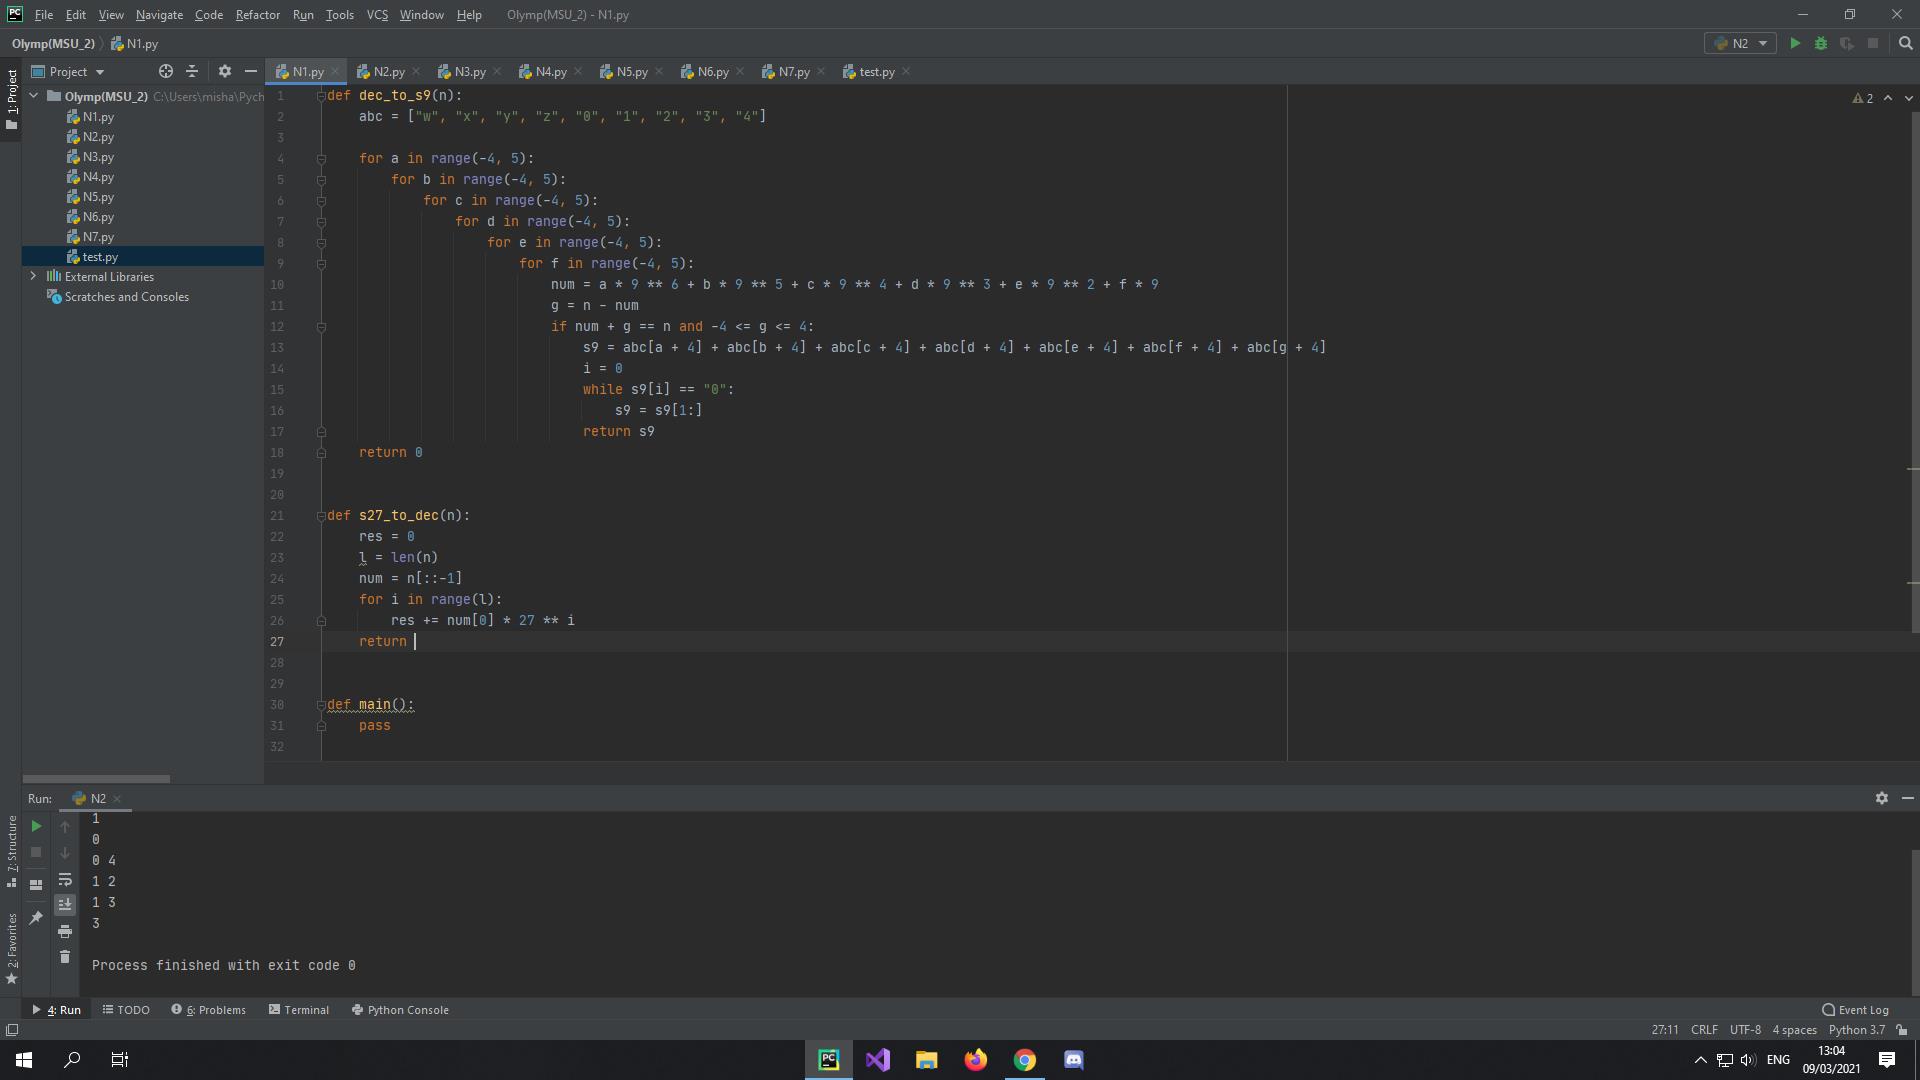 PC File Edit View Navigate Code Refactor Run Tools VCS Window Help Olymp(MSU_2) - N1.py
Olymp(MSU_2) N1.py N2
Project N1.py N2.py N3.py N4.py N5.py N6.py N7.py test.py
1: Project
Olymp(MSU_2) C:\Users\misha\Pych
N1.py
N2.py
N3.py
N4.py
N5.py
N6.py
N7.py
test.py
External Libraries
Scratches and Consoles
2
1 def dec_to_s9(n):
2 abc = ["w", "x", "y", "z", "0", "1", "2", "3", "4"]
3
4 for a in range(-4, 5):
5 for b in range(-4, 5):
6 for c in range(-4, 5):
7 for d in range(-4, 5):
8 for e in range(-4, 5):
9 for f in range(-4, 5):
10 num = a * 9 ** 6 + b * 9 ** 5 + c * 9 ** 4 + d * 9 ** 3 + e * 9 ** 2 + f * 9
11 g = n - num
12 if num + g == n and -4 <= g <= 4:
13 s9 = abc[a + 4] + abc[b + 4] + abc[c + 4] + abc[d + 4] + abc[e + 4] + abc[f + 4] + abc[g + 4]
14 i = 0
15 while s9[i] == "0":
16 s9 = s9[1:]
17 return s9
18 return 0
19
20
21 def s27_to_dec(n):
22 res = 0
23 l = len(n)
24 num = n[::-1]
25 for i in range(l):
26 res += num[0] * 27 ** i
27 return
28
29
30 def main():
31 pass
32
Run: N2
7: Structure
2: Favorites
1
0
0 4
1 2
1 3
3
Process finished with exit code 0
4: Run TODO 6: Problems Terminal Python Console Event Log
27:11 CRLF UTF-8 4 spaces Python 3.7
PC ENG 13:04
09/03/2021